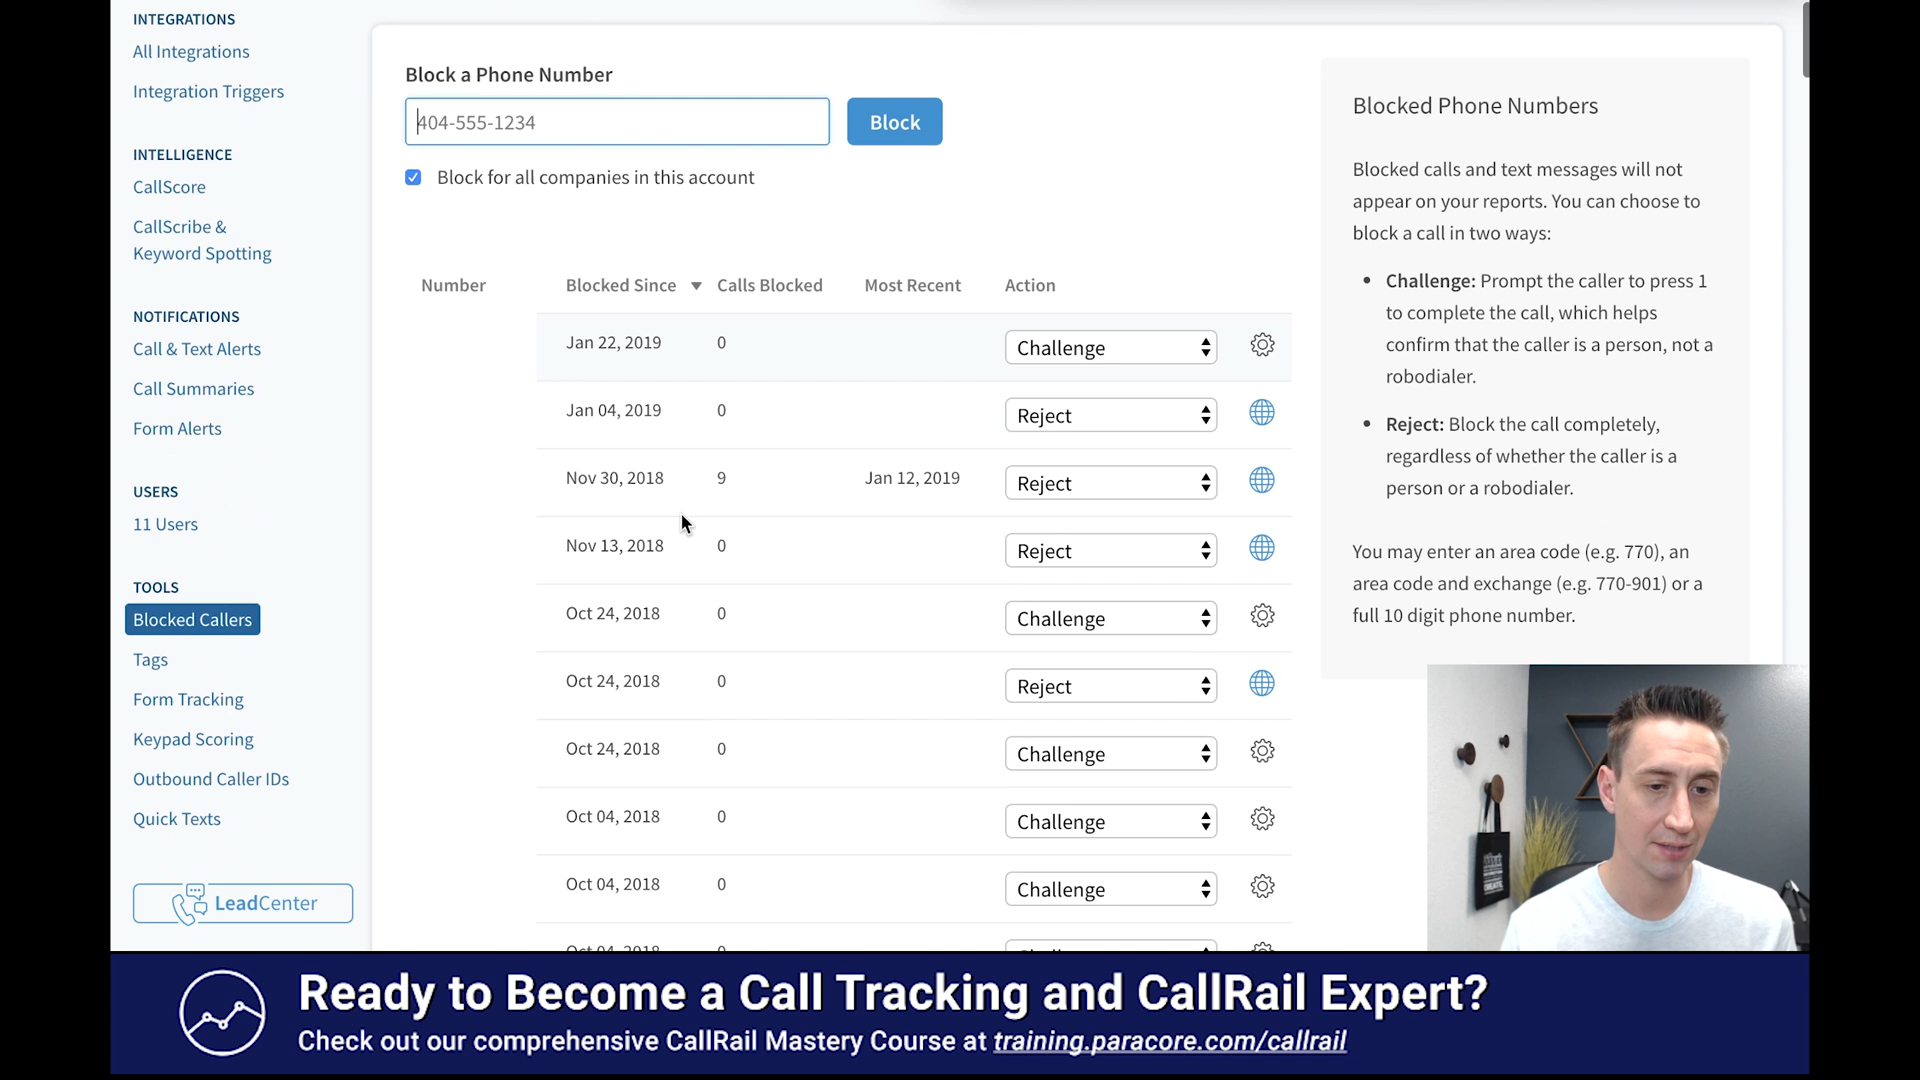 INTEGRATIONS
All Integrations
Integration Triggers
INTELLIGENCE
CallScore
CallScribe &
Keyword Spotting
NOTIFICATIONS
Call & Text Alerts
Call Summaries
Form Alerts
USERS
11 Users
TOOLS
Blocked Callers
Tags
Form Tracking
Keypad Scoring
Outbound Caller IDs
Quick Texts
LeadCenter
Block a Phone Number
404-555-1234
Block
Block for all companies in this account
Number Blocked Since Calls Blocked Most Recent Action
Jan 22, 2019 0 Challenge
Jan 04, 2019 0 Reject
Nov 30, 2018 9 Jan 12, 2019 Reject
Nov 13, 2018 0 Reject
Oct 24, 2018 0 Challenge
Oct 24, 2018 0 Reject
Oct 24, 2018 0 Challenge
Oct 04, 2018 0 Challenge
Oct 04, 2018 0 Challenge
Oct 04, 2018 0
Blocked Phone Numbers
Blocked calls and text messages will not
appear on your reports. You can choose to
block a call in two ways:
• Challenge: Prompt the caller to press 1
to complete the call, which helps
confirm that the caller is a person, not a
robodialer.
• Reject: Block the call completely,
regardless of whether the caller is a
person or a robodialer.
You may enter an area code (e.g. 770), an
area code and exchange (e.g. 770-901) or a
full 10 digit phone number.
Ready to Become a Call Tracking and CallRail Expert?
Check out our comprehensive CallRail Mastery Course at training.paracore.com/callrail